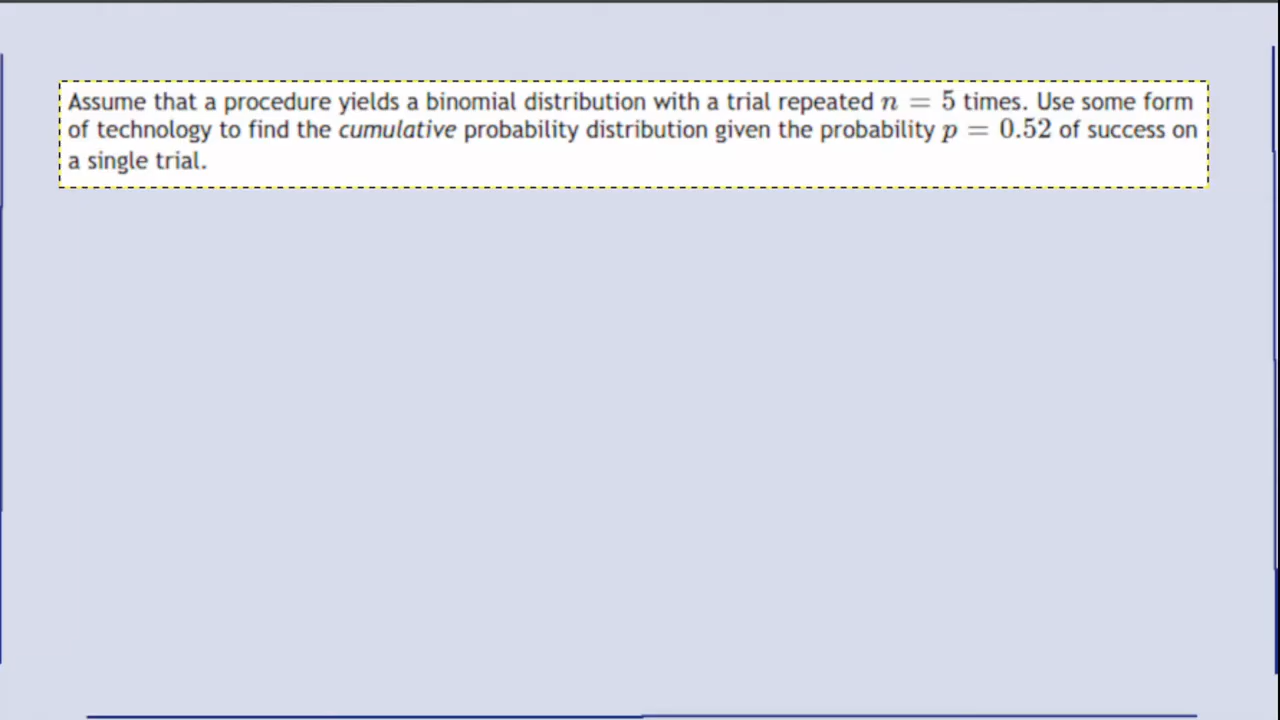 Assume that a procedure yields a binomial distribution with a trial repeated n = 5 times. Use some form
of technology to find the cumulative probability distribution given the probability p = 0.52 of success on
a single trial.